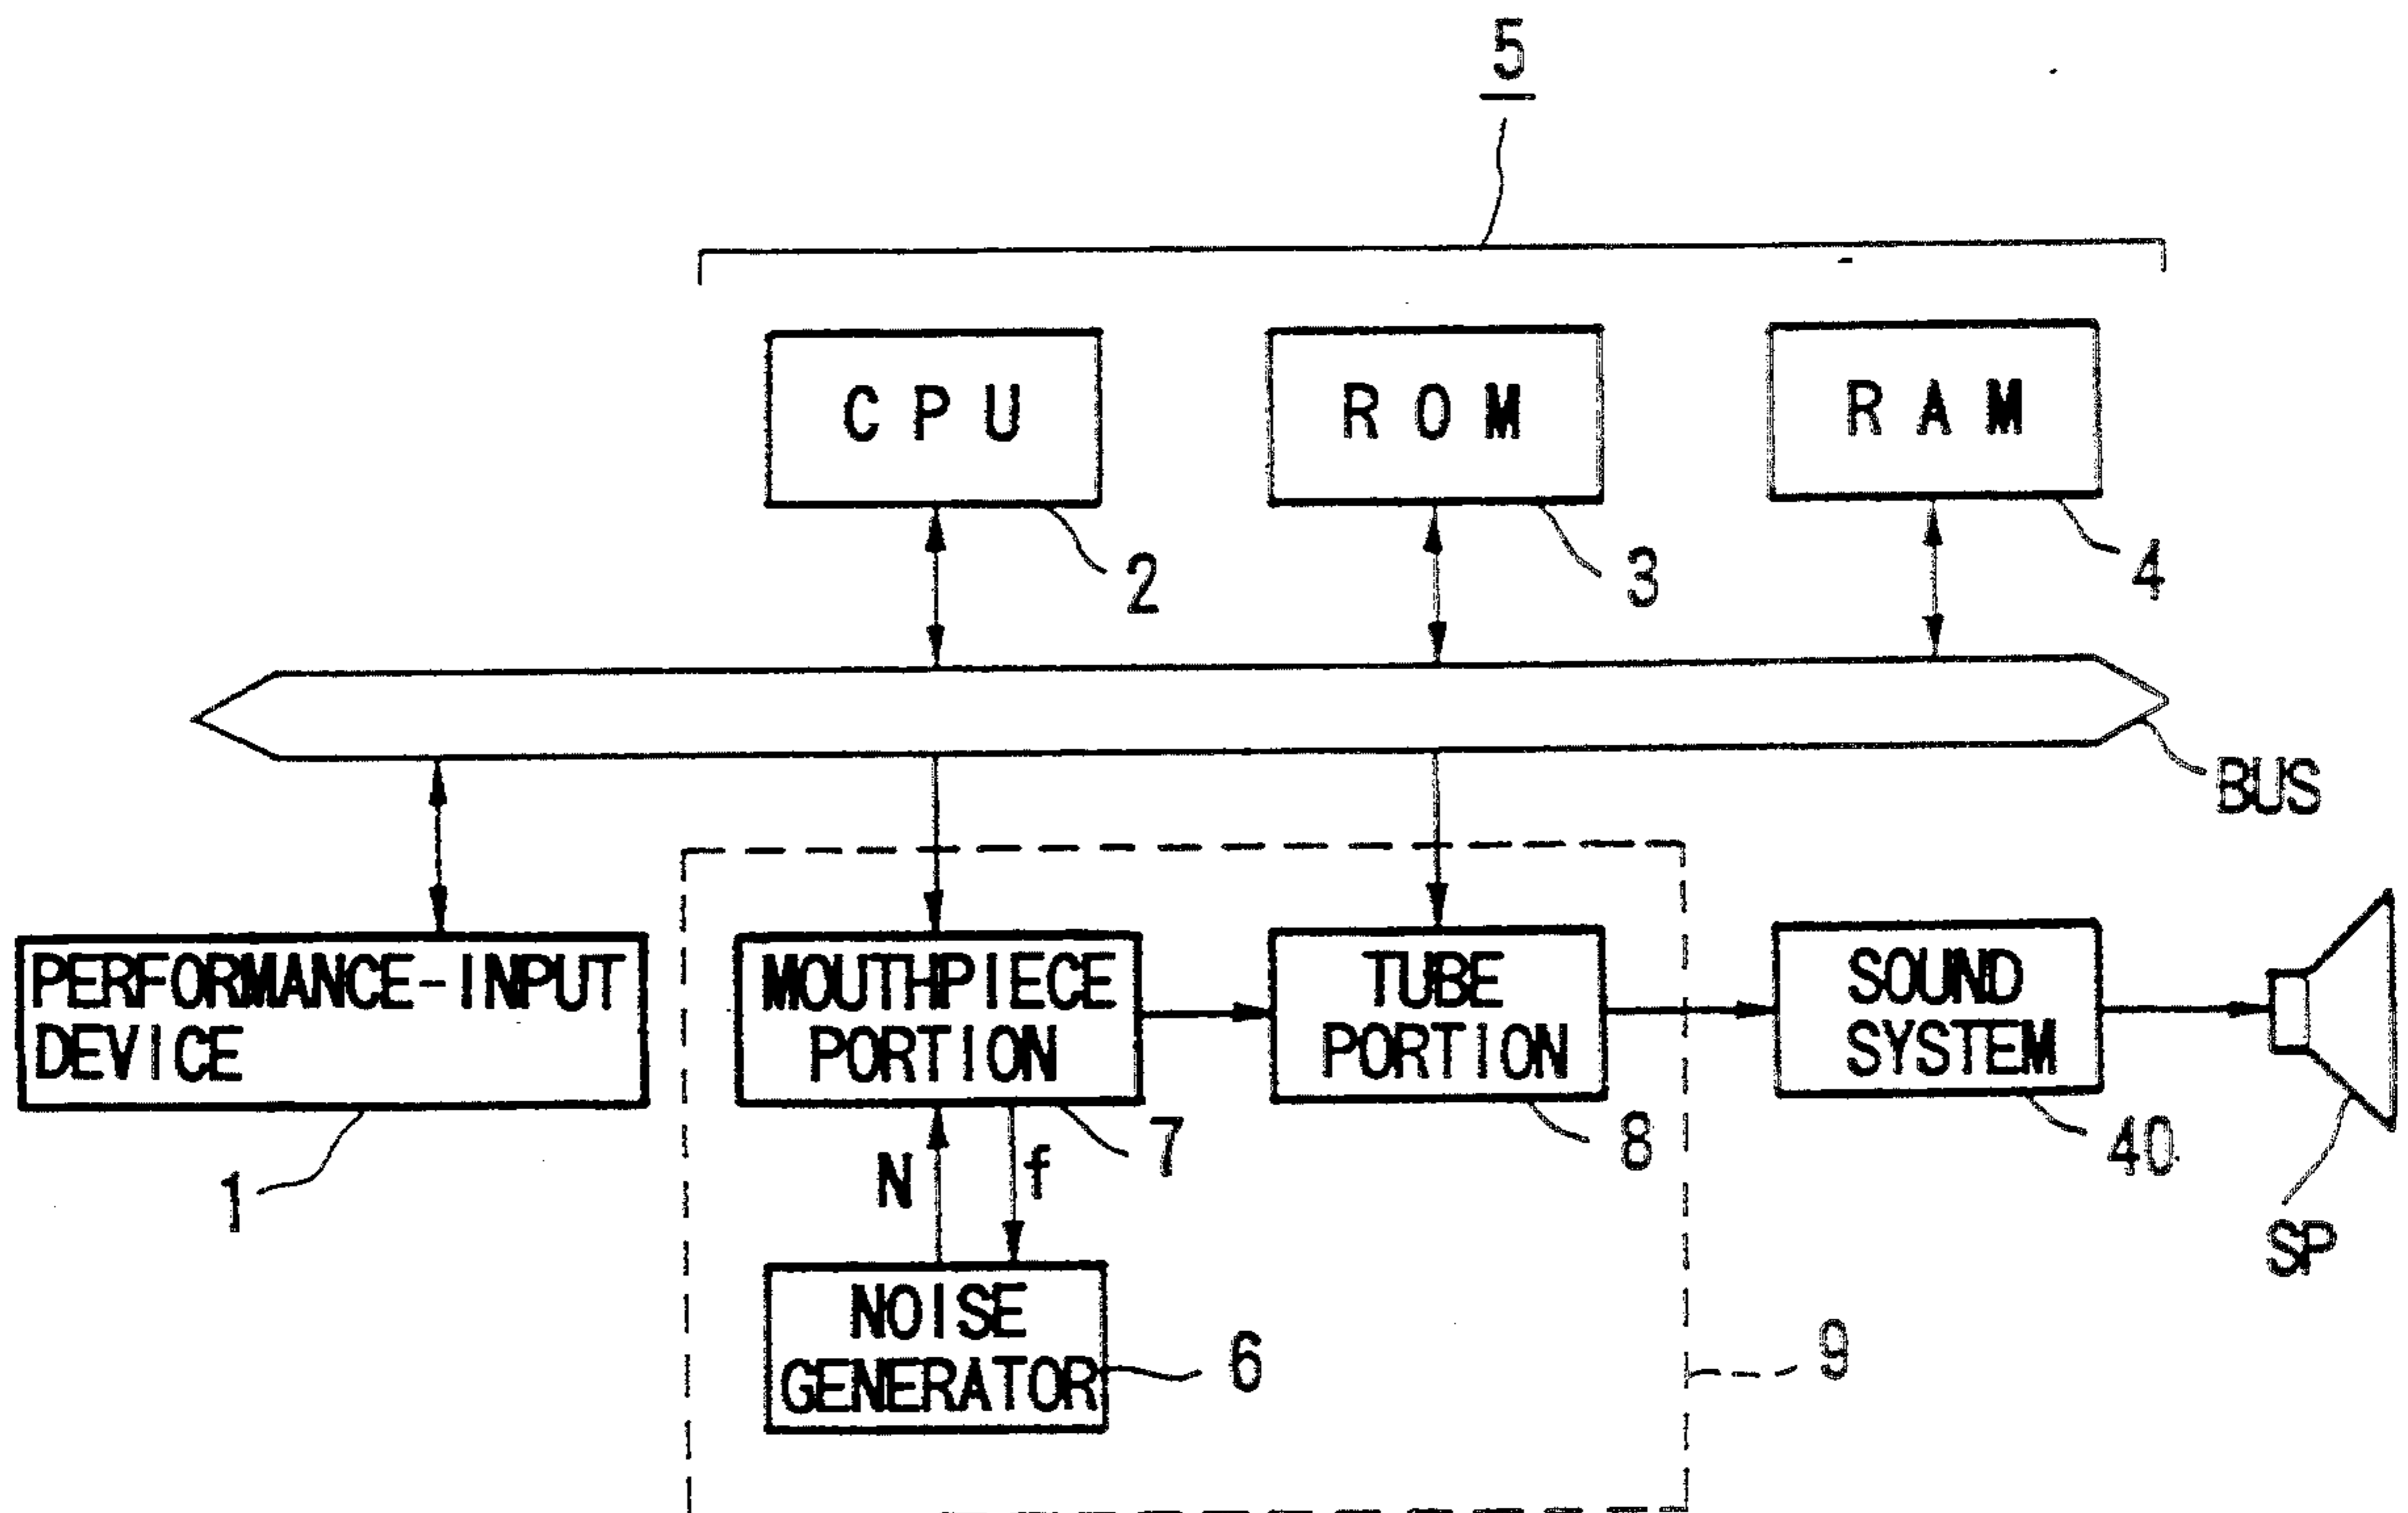 5
CPU
ROM
RAM
2
3
4
BUS
PERFORMANCE-INPUT
DEVICE
MOUTHPIECE
PORTION
TUBE
PORTION
SOUND
SYSTEM
1
7
8
40
N
f
SP
NOISE
GENERATOR
6
9